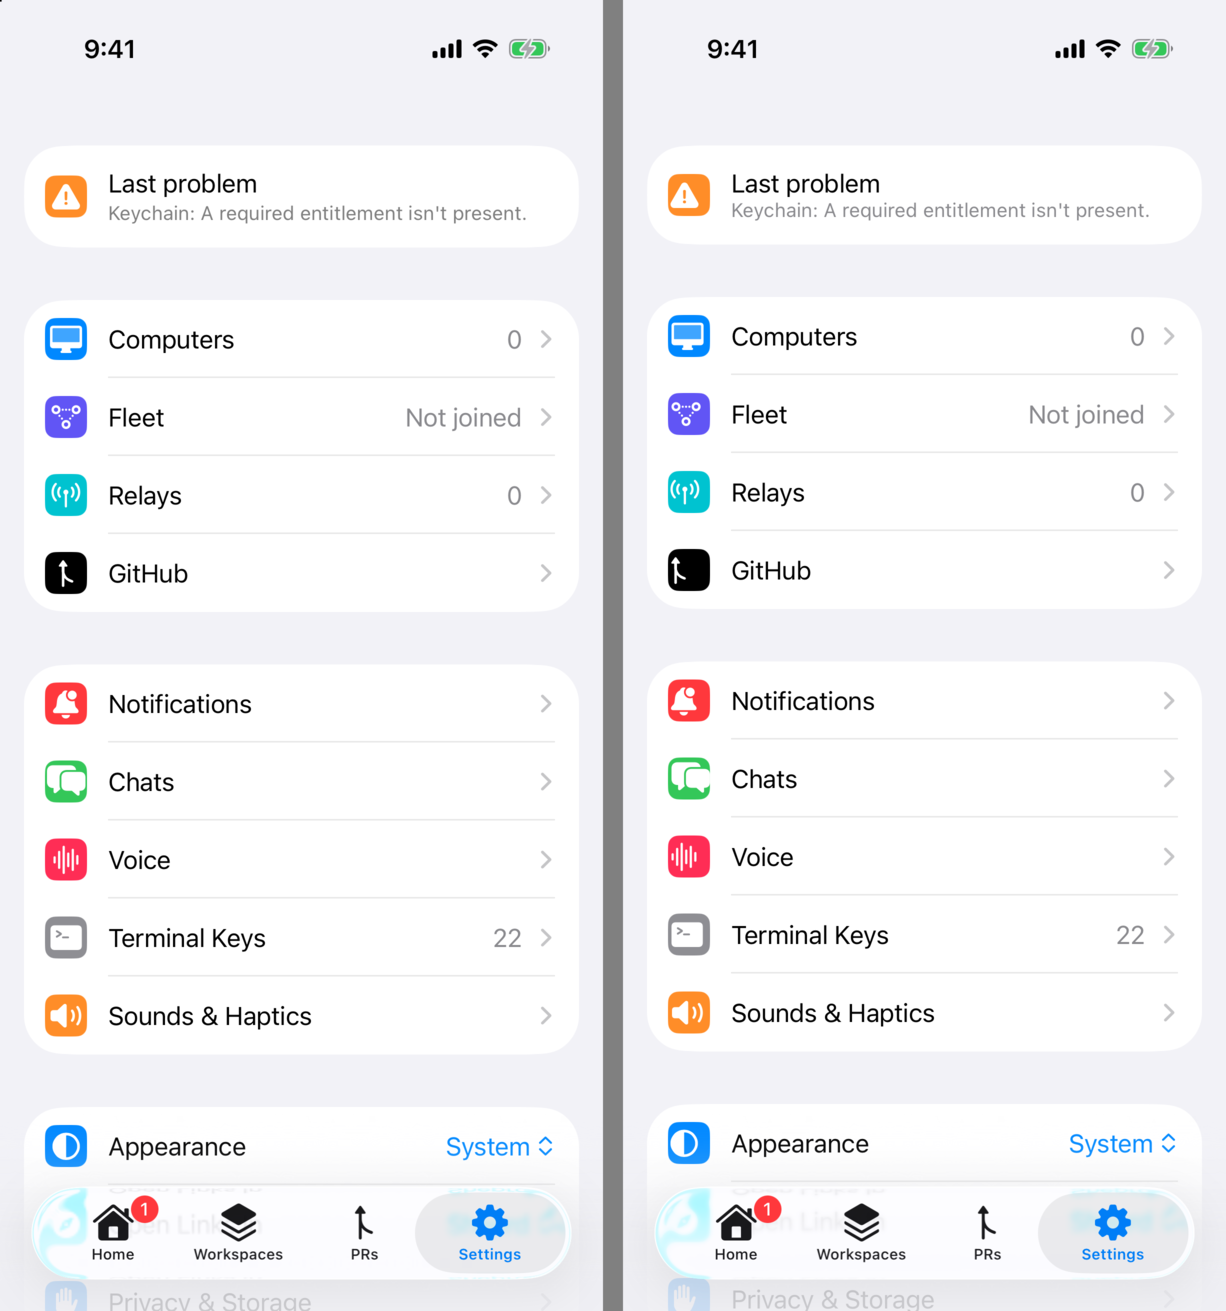 9:41
Last problem
Keychain: A required entitlement isn't present.
Computers 0
Fleet Not joined
Relays 0
GitHub
Notifications
Chats
Voice
Terminal Keys 22
Sounds & Haptics
Appearance System
1
Home Workspaces PRs Settings
Privacy & Storage
9:41
Last problem
Keychain: A required entitlement isn't present.
Computers 0
Fleet Not joined
Relays 0
GitHub
Notifications
Chats
Voice
Terminal Keys 22
Sounds & Haptics
Appearance System
1
Home Workspaces PRs Settings
Privacy & Storage